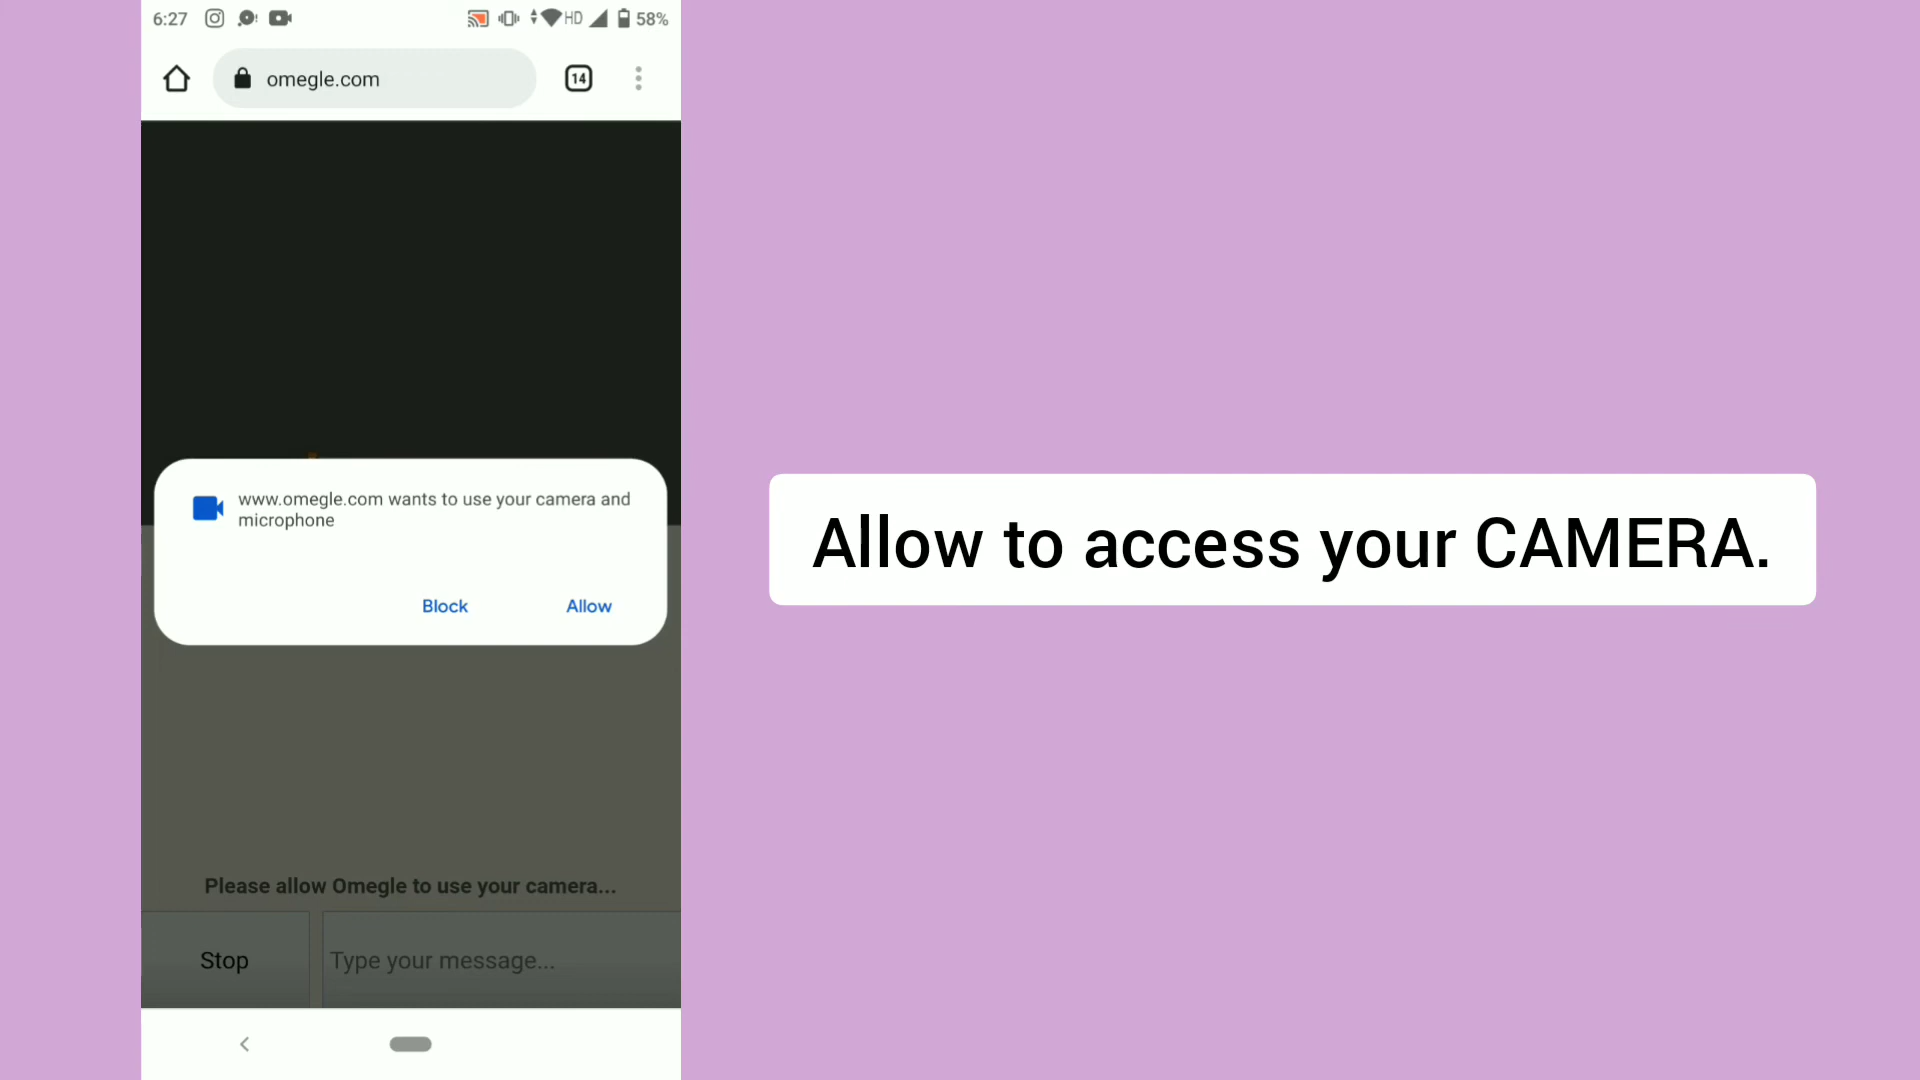 6:27
HD
58%
omegle.com
14
www.omegle.com wants to use your camera and
microphone
Block
Allow
Allow to access your CAMERA.
Please allow Omegle to use your camera...
Stop
Type your message...